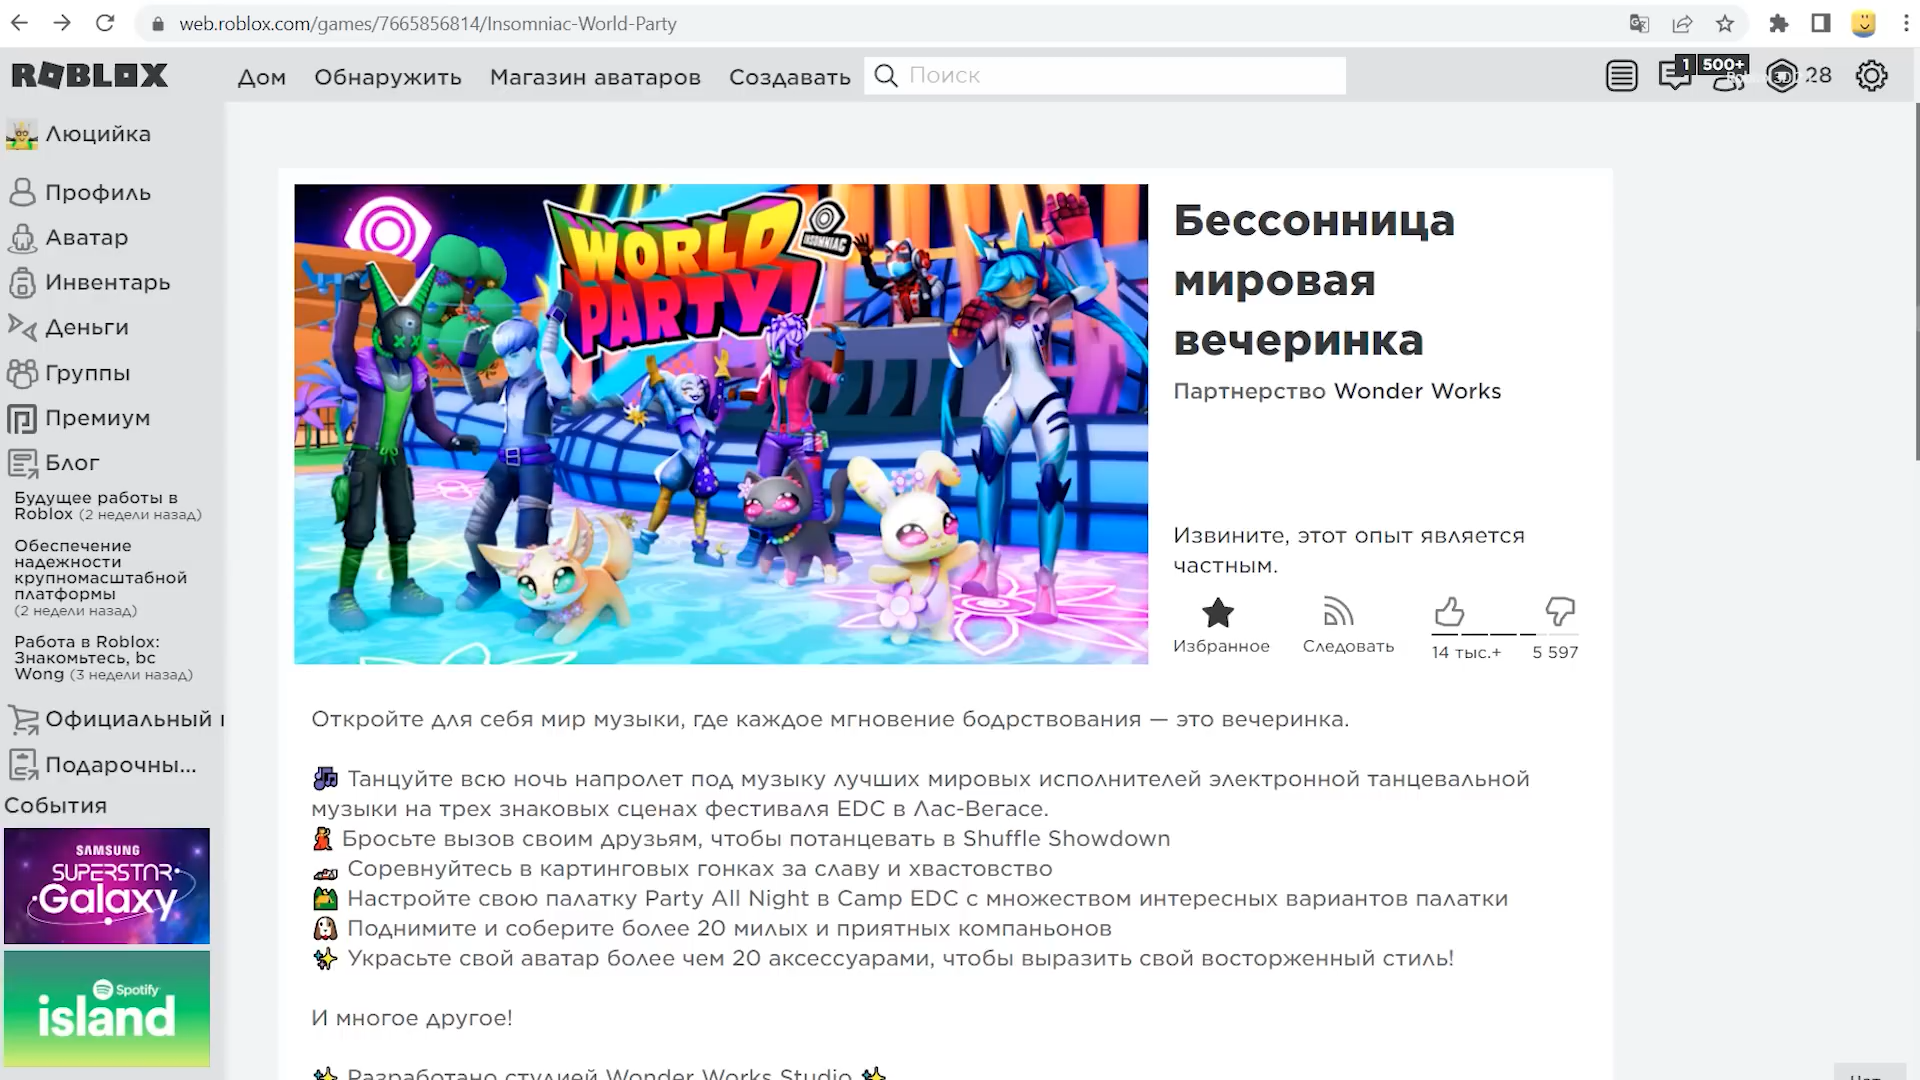 web.roblox.com/games/7665856814/Insomniac-World-Party
ROBLOX
Дом
Обнаружить
Магазин аватаров
Создавать
Поиск
1
500+
28
Люцийка
Профиль
Аватар
Инвентарь
Деньги
Группы
Премиум
Блог
Будущее работы в
Roblox (2 недели назад)
Обеспечение
надежности
крупномасштабной
платформы
(2 недели назад)
Работа в Roblox:
Знакомьтесь, bc
Wong (3 недели назад)
Официальный
Подарочны...
События
SAMSUNG
SUPERSTAR
Galaxy
Spotify
island
WORLD
PARTY!
INSOMNIAC
Бессонница
мировая
вечеринка
Партнерство Wonder Works
Извините, этот опыт является
частным.
Избранное
Следовать
14 тыс.+
5 597
Откройте для себя мир музыки, где каждое мгновение бодрствования — это вечеринка.
🎶 Танцуйте всю ночь напролет под музыку лучших мировых исполнителей электронной танцевальной
музыки на трех знаковых сценах фестиваля EDC в Лас-Вегасе.
💃 Бросьте вызов своим друзьям, чтобы потанцевать в Shuffle Showdown
🏎 Соревнуйтесь в картинговых гонках за славу и хвастовство
🏕 Настройте свою палатку Party All Night в Camp EDC с множеством интересных вариантов палатки
🐶 Поднимите и соберите более 20 милых и приятных компаньонов
✨ Украсьте свой аватар более чем 20 аксессуарами, чтобы выразить свой восторженный стиль!
И многое другое!
✨ Разработано студией Wonder Works Studio ✨